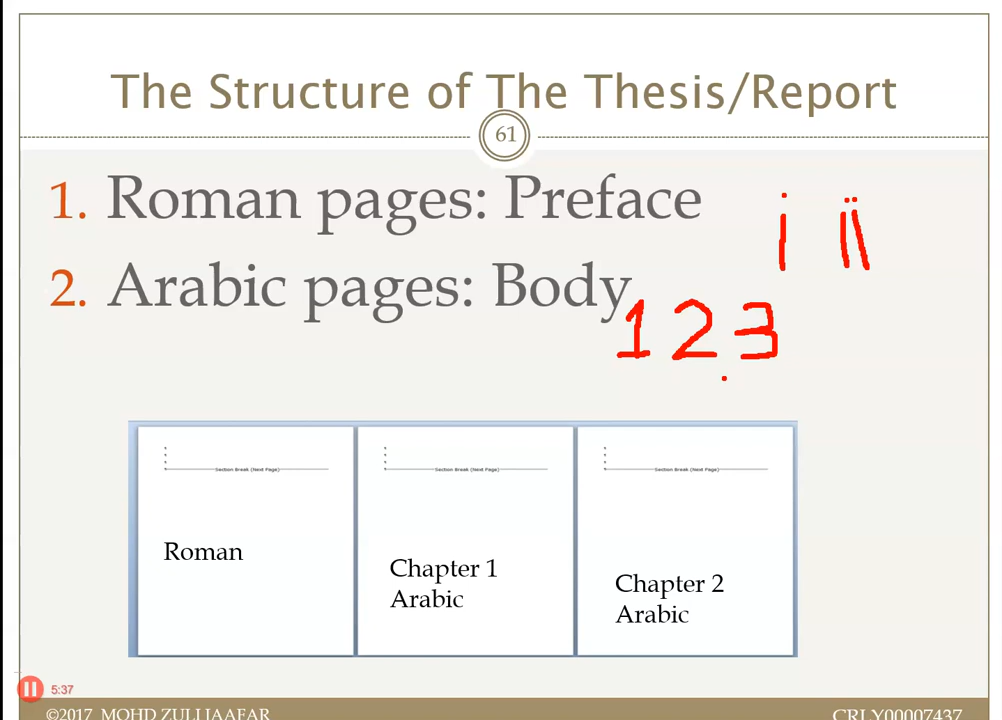 The Structure of The Thesis/Report
61
1. Roman pages: Preface
i ii
2. Arabic pages: Body
1 2 3
Section Break (Next Page)
Section Break (Next Page)
Section Break (Next Page)
Roman
Chapter 1
Arabic
Chapter 2
Arabic
5:37
©2017 MOHD ZULI JAAFAR
CRLY00007437